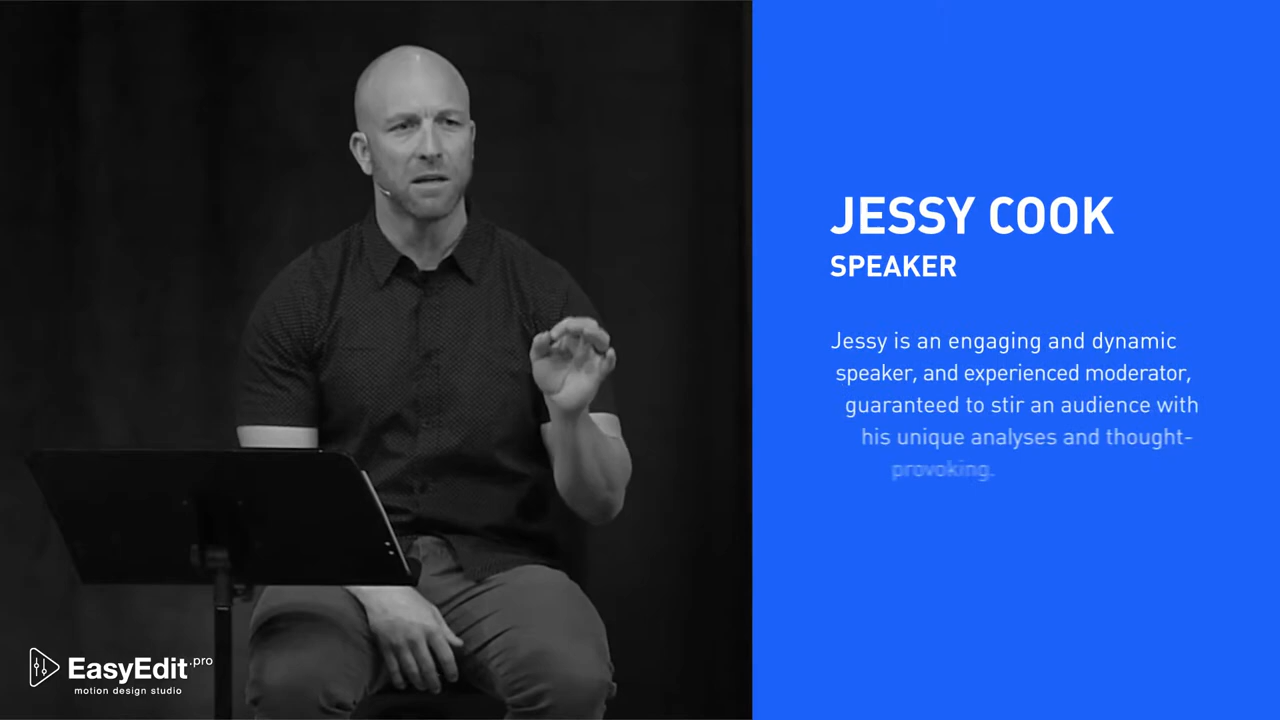 JESSY COOK
SPEAKER
Jessy is an engaging and dynamic
speaker, and experienced moderator,
guaranteed to stir an audience with
his unique analyses and thought-
provoking.
EasyEdit.pro
motion design studio